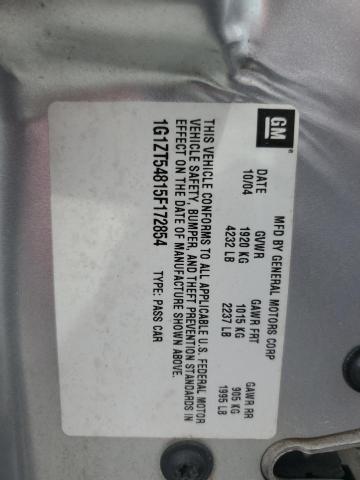 GM
MFD BY GENERAL MOTORS CORP
DATE GVWR GAWR FRT GAWR RR
10/04 1920 KG 1015 KG 905 KG
4232 LB 2237 LB 1995 LB
THIS VEHICLE CONFORMS TO ALL APPLICABLE U.S. FEDERAL MOTOR
VEHICLE SAFETY, BUMPER, AND THEFT PREVENTION STANDARDS IN
EFFECT ON THE DATE OF MANUFACTURE SHOWN ABOVE.
1G1ZT54815F172854 TYPE: PASS CAR